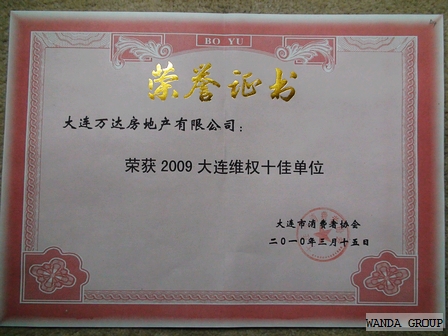 BO YU
荣誉证书
大连万达房地产有限公司：
荣获 2009 大连维权十佳单位
大连市消费者协会
二〇一〇年三月十五日
WANDA GROUP